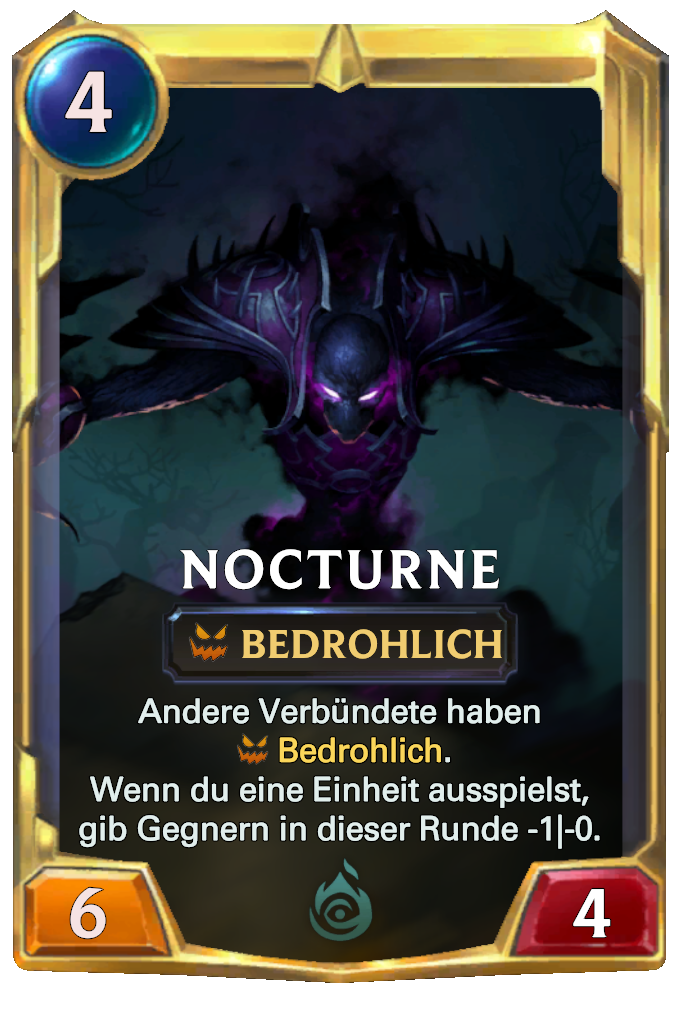 4
NOCTURNE
BEDROHLICH
Andere Verbündete haben
Bedrohlich.
Wenn du eine Einheit ausspielst,
gib Gegnern in dieser Runde -1|-0.
6
4